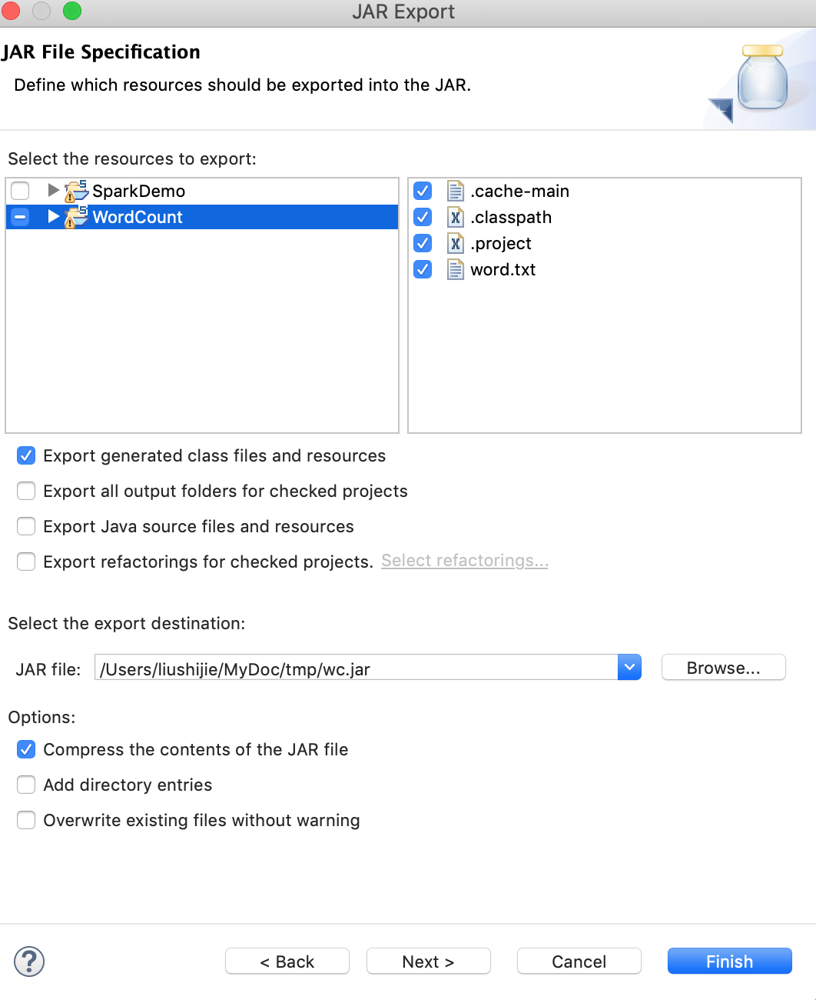 JAR Export
JAR File Specification
Define which resources should be exported into the JAR.
Select the resources to export:
SparkDemo
WordCount
.cache-main
.classpath
.project
word.txt
Export generated class files and resources
Export all output folders for checked projects
Export Java source files and resources
Export refactorings for checked projects. Select refactorings...
Select the export destination:
JAR file: /Users/liushijie/MyDoc/tmp/wc.jar Browse...
Options:
Compress the contents of the JAR file
Add directory entries
Overwrite existing files without warning
? < Back Next > Cancel Finish